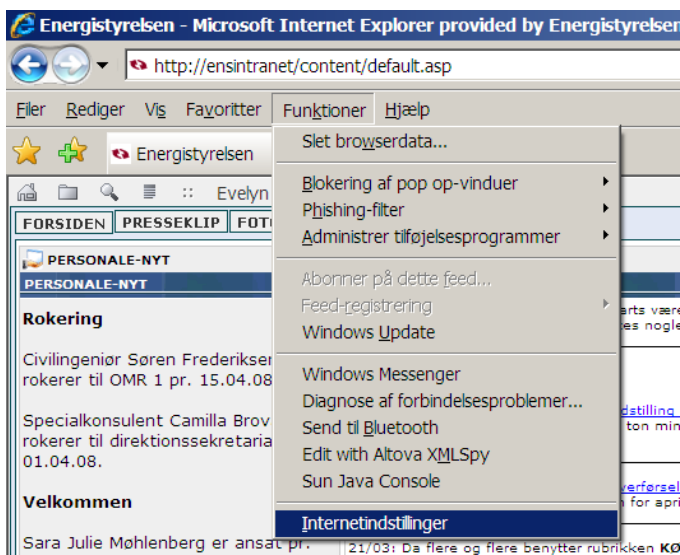 Energistyrelsen - Microsoft Internet Explorer provided by Energistyrelsen
http://ensintranet/content/default.asp
Filer Rediger Vis Favoritter Funktioner Hjælp
Energistyrelsen
:: Evelyn
FORSIDEN PRESSEKLIP
PERSONALE-NYT
PERSONALE-NYT
Rokering
Civilingeniør Søren Frederiksen
rokerer til OMR 1 pr. 15.04.08
Specialkonsulent Camilla Brov
rokerer til
01.04.08.
Velkommen
Sara Julie Møhlenberg er ansat pr.
Slet browserdata...
Blokering af pop op-vinduer
Phishing-filter
Administrer tilføjelsesprogrammer
Abonner på dette feed...
Feed-registrering
Windows Update
Windows Messenger
Diagnose af forbindelsesproblemer...
Send til Bluetooth
Edit with Altova XMLSpy
Sun Java Console
Internetindstillinger
ton
for
21/03: Da flere og flere benytter rubrikken KØ